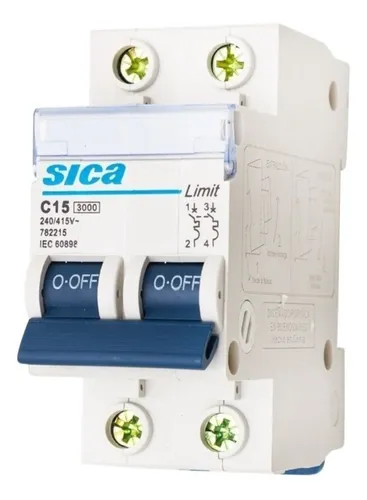 sica
Limit
C15 3000
240/415V~
782215
IEC 60898
1 3
2 4
O·OFF O·OFF